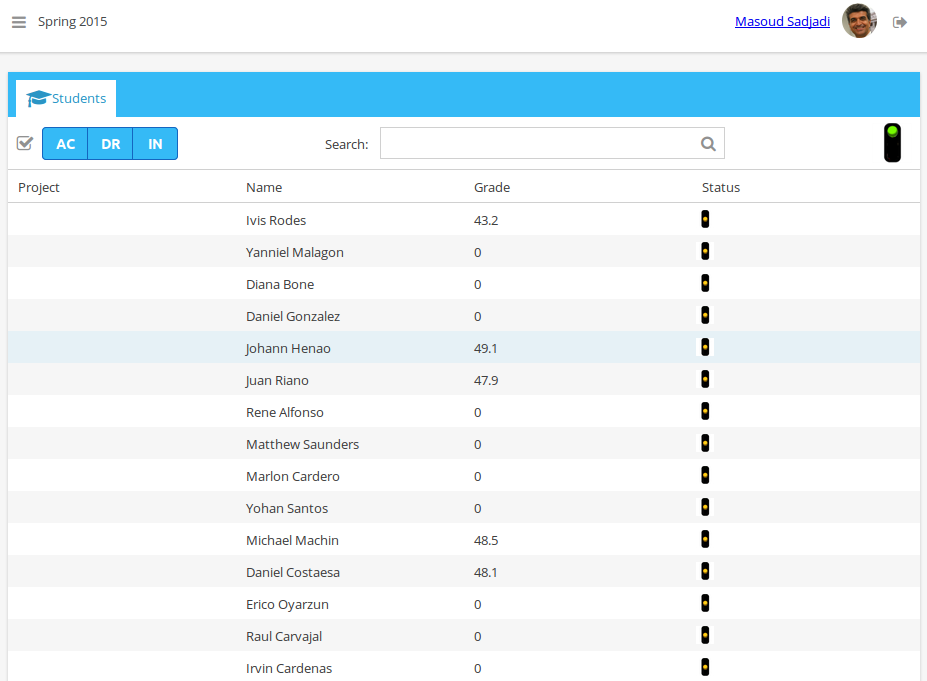 Spring 2015 Masoud Sadjadi
Students
AC DR IN Search:
Project Name Grade Status
Ivis Rodes 43.2
Yanniel Malagon 0
Diana Bone 0
Daniel Gonzalez 0
Johann Henao 49.1
Juan Riano 47.9
Rene Alfonso 0
Matthew Saunders 0
Marlon Cardero 0
Yohan Santos 0
Michael Machin 48.5
Daniel Costaesa 48.1
Erico Oyarzun 0
Raul Carvajal 0
Irvin Cardenas 0